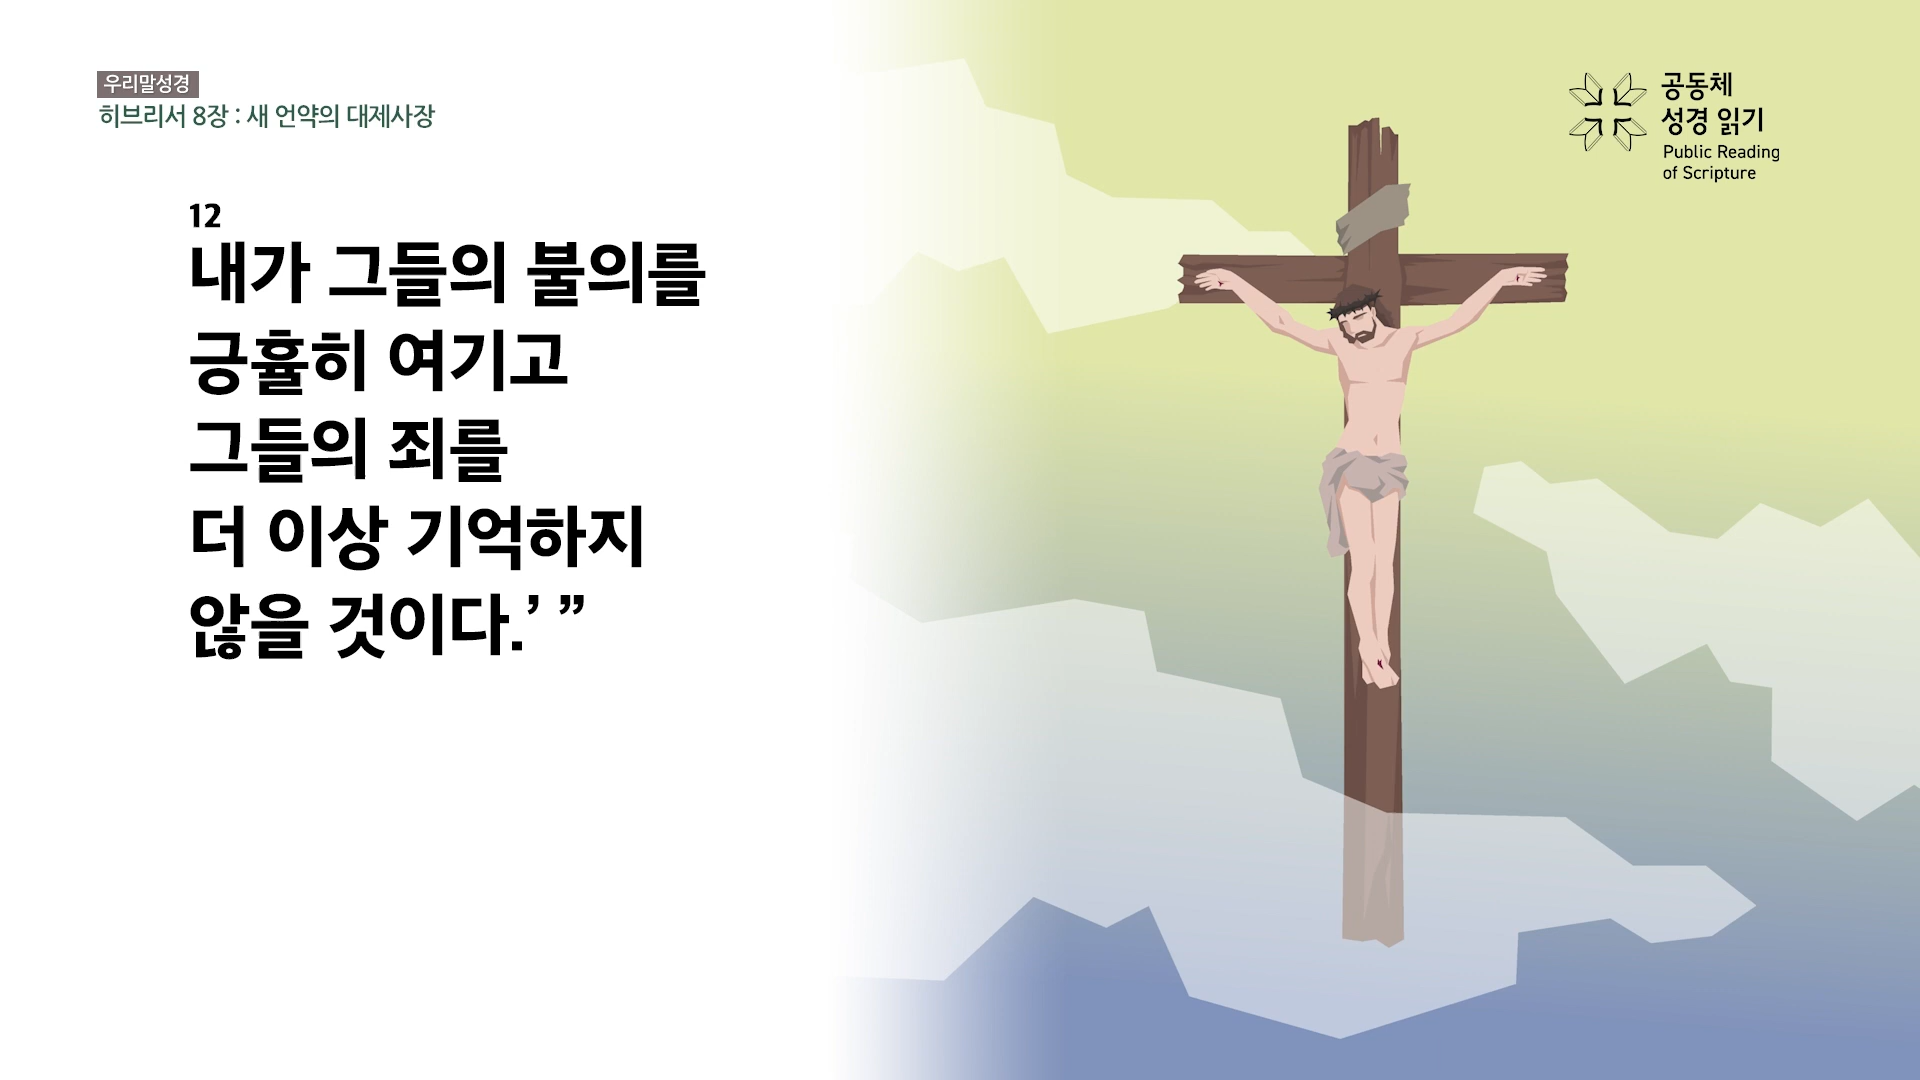 우리말성경
히브리서 8장 : 새 언약의 대제사장
공동체
성경 읽기
Public Reading
of Scripture
12
내가 그들의 불의를
긍휼히 여기고
그들의 죄를
더 이상 기억하지
않을 것이다.’ ”